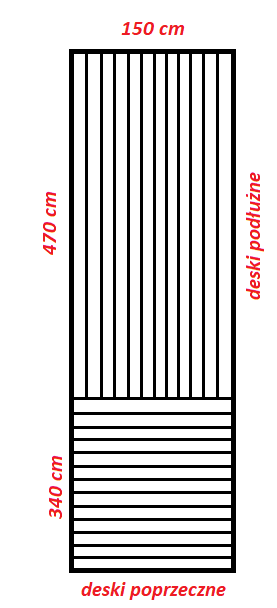 150 cm
470 cm
deski podłużne
340 cm
deski poprzeczne